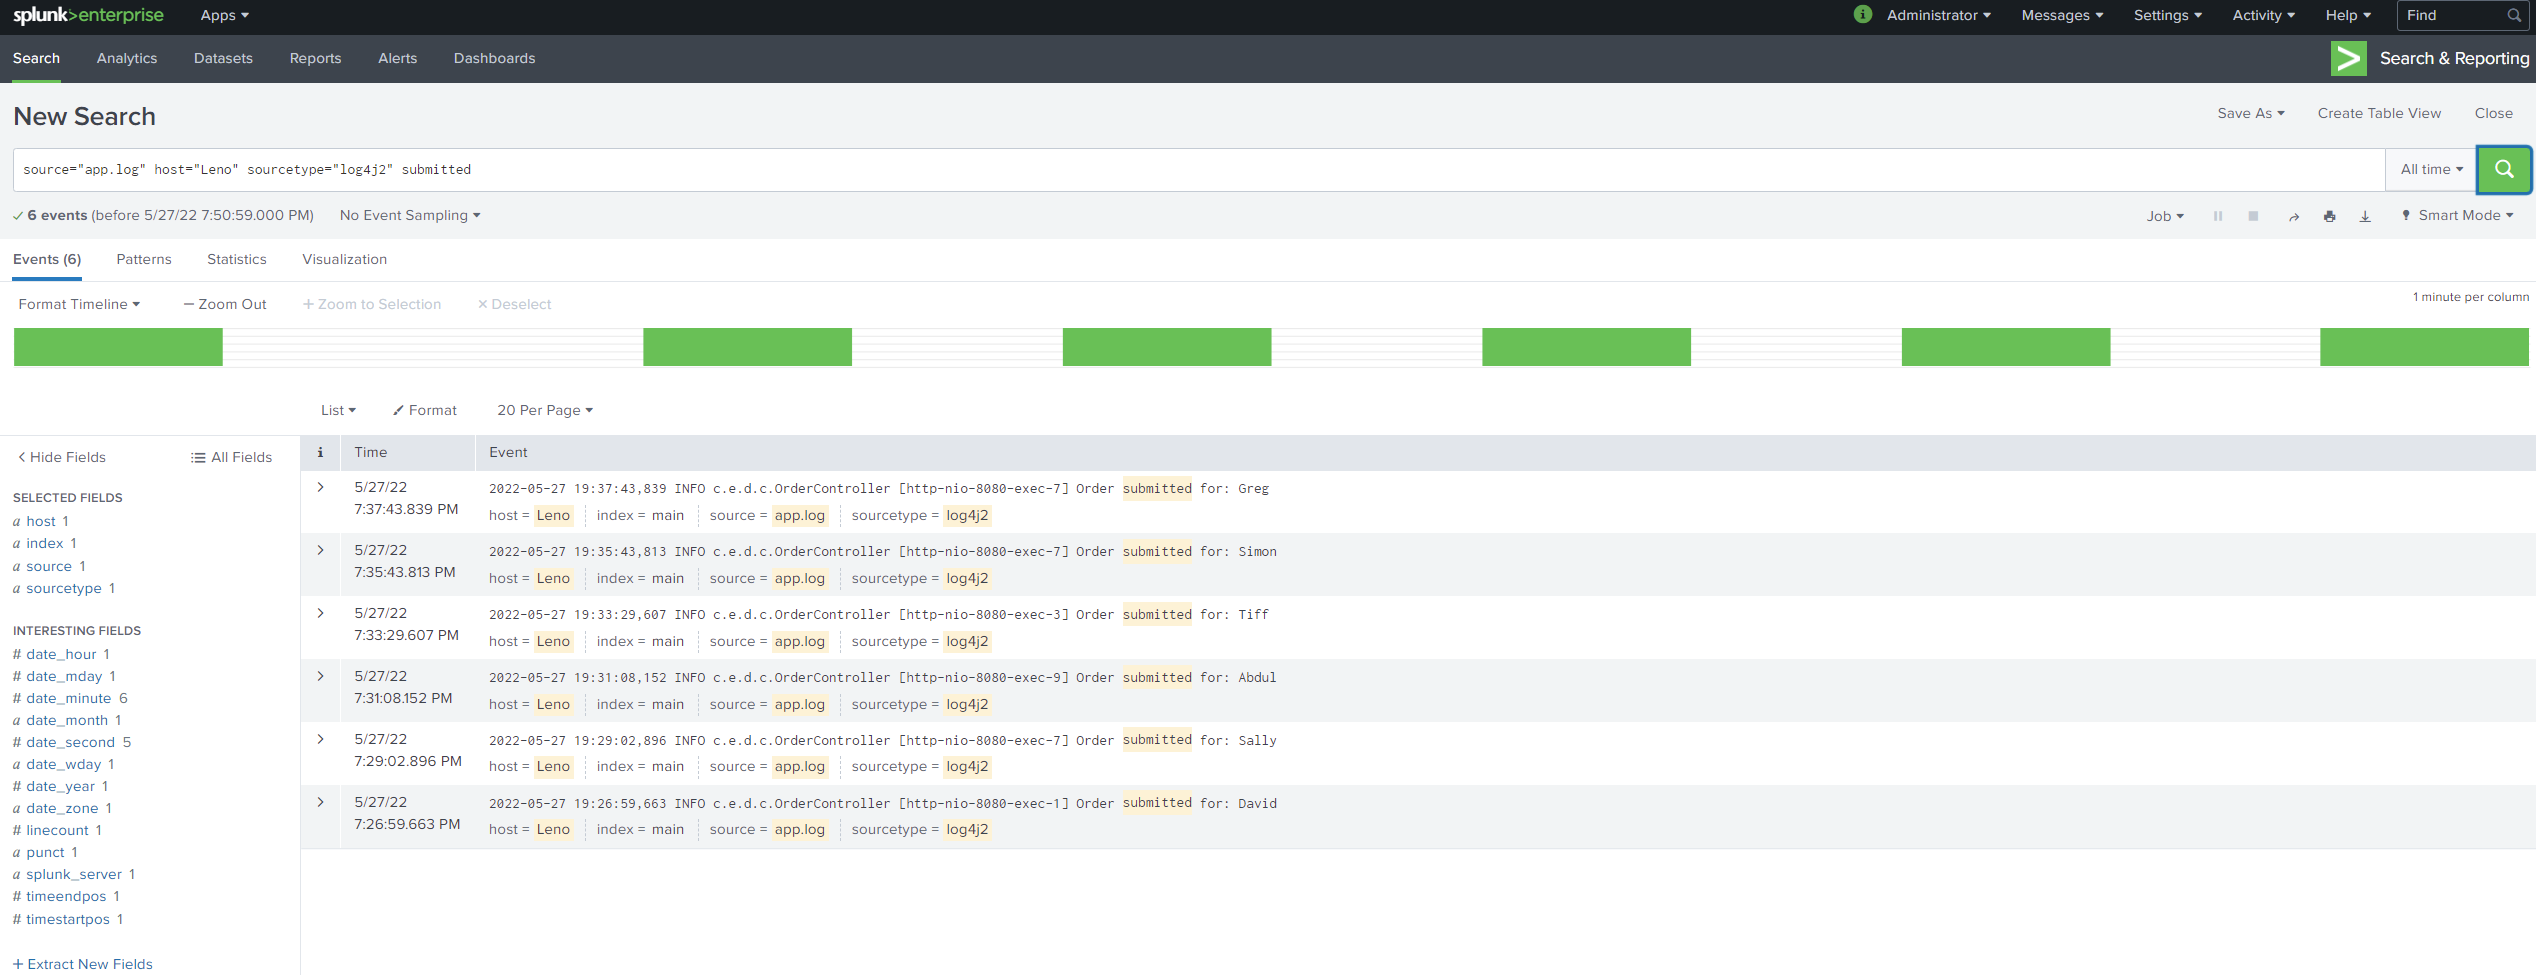 splunk>enterprise Apps Administrator Messages Settings Activity Help Find
Search Analytics Datasets Reports Alerts Dashboards Search & Reporting
New Search Save As Create Table View Close
source="app.log" host="Leno" sourcetype="log4j2" submitted All time
6 events (before 5/27/22 7:50:59.000 PM) No Event Sampling Job Smart Mode
Events (6) Patterns Statistics Visualization
Format Timeline — Zoom Out + Zoom to Selection × Deselect 1 minute per column
List Format 20 Per Page
< Hide Fields All Fields
SELECTED FIELDS
a host 1
a index 1
a source 1
a sourcetype 1
INTERESTING FIELDS
# date_hour 1
# date_mday 1
# date_minute 6
a date_month 1
# date_second 5
a date_wday 1
# date_year 1
a date_zone 1
# linecount 1
a punct 1
a splunk_server 1
# timeendpos 1
# timestartpos 1
+ Extract New Fields
i Time Event
> 5/27/22 2022-05-27 19:37:43,839 INFO c.e.d.c.OrderController [http-nio-8080-exec-7] Order submitted for: Greg
7:37:43.839 PM host = Leno index = main source = app.log sourcetype = log4j2
> 5/27/22 2022-05-27 19:35:43,813 INFO c.e.d.c.OrderController [http-nio-8080-exec-7] Order submitted for: Simon
7:35:43.813 PM host = Leno index = main source = app.log sourcetype = log4j2
> 5/27/22 2022-05-27 19:33:29,607 INFO c.e.d.c.OrderController [http-nio-8080-exec-3] Order submitted for: Tiff
7:33:29.607 PM host = Leno index = main source = app.log sourcetype = log4j2
> 5/27/22 2022-05-27 19:31:08,152 INFO c.e.d.c.OrderController [http-nio-8080-exec-9] Order submitted for: Abdul
7:31:08.152 PM host = Leno index = main source = app.log sourcetype = log4j2
> 5/27/22 2022-05-27 19:29:02,896 INFO c.e.d.c.OrderController [http-nio-8080-exec-7] Order submitted for: Sally
7:29:02.896 PM host = Leno index = main source = app.log sourcetype = log4j2
> 5/27/22 2022-05-27 19:26:59,663 INFO c.e.d.c.OrderController [http-nio-8080-exec-1] Order submitted for: David
7:26:59.663 PM host = Leno index = main source = app.log sourcetype = log4j2